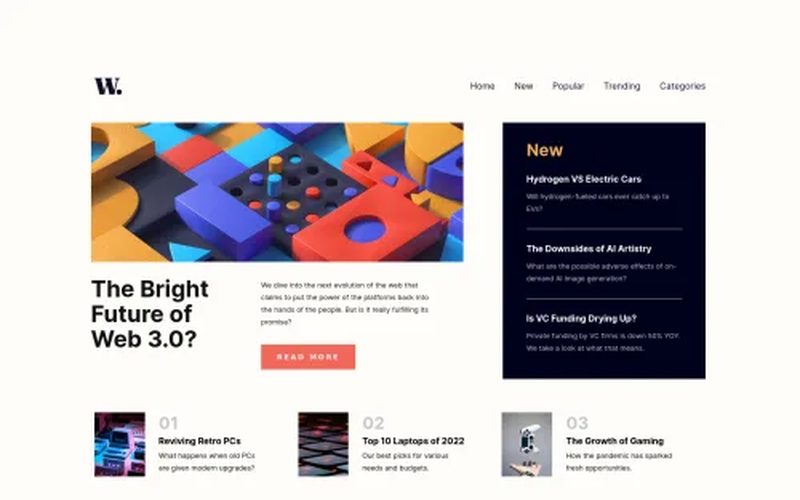 W.
Home New Popular Trending Categories
The Bright
Future of
Web 3.0?
We dive into the next evolution of the web that
claims to put the power of the platforms back into
the hands of the people. But is it really fulfilling its
promise?
READ MORE
New
Hydrogen VS Electric Cars
Will hydrogen-fueled cars ever catch up to
EVs?
The Downsides of AI Artistry
What are the possible adverse effects of on-
demand AI image generation?
Is VC Funding Drying Up?
Private funding by VC firms is down 50% YOY.
We take a look at what that means.
01
Reviving Retro PCs
What happens when old PCs
are given modern upgrades?
02
Top 10 Laptops of 2022
Our best picks for various
needs and budgets.
03
The Growth of Gaming
How the pandemic has sparked
fresh opportunities.